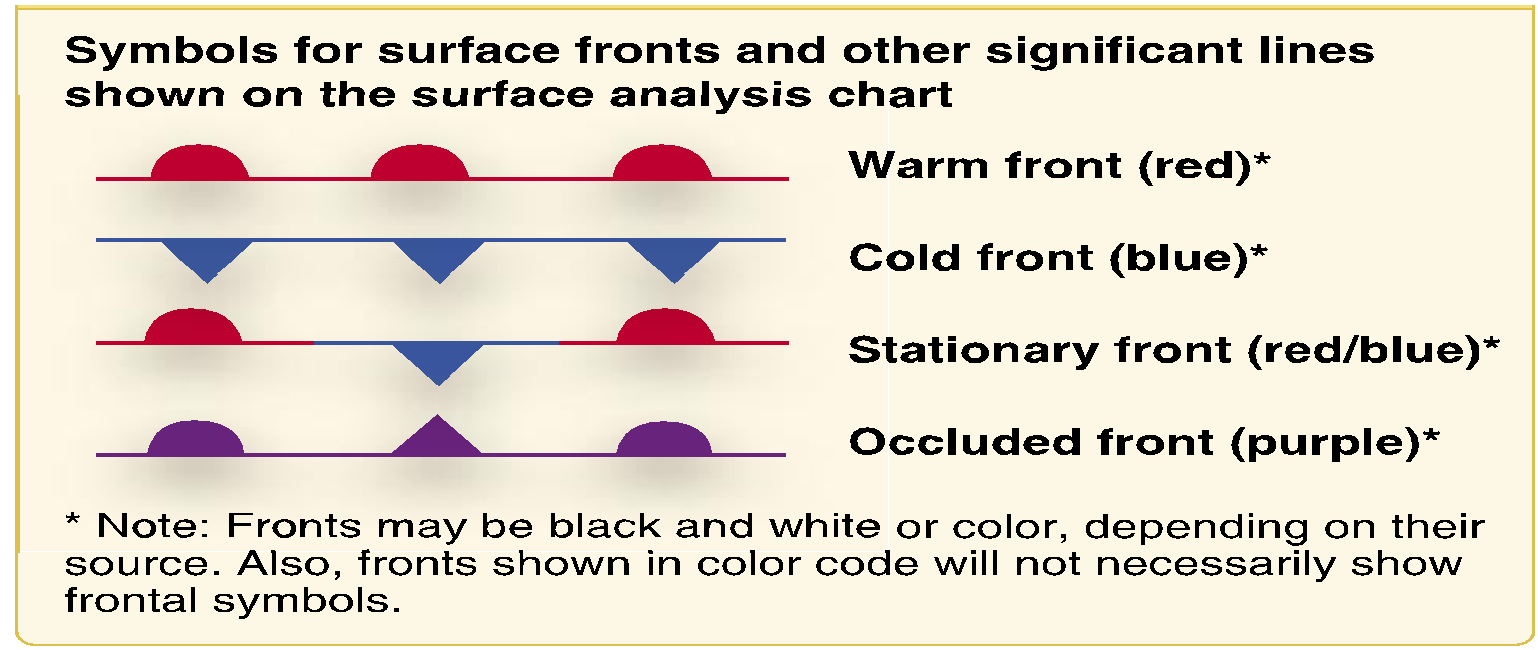 Symbols for surface fronts and other significant lines
shown on the surface analysis chart
Warm front (red)*
Cold front (blue)*
Stationary front (red/blue)*
Occluded front (purple)*
* Note: Fronts may be black and white or color, depending on their
source. Also, fronts shown in color code will not necessarily show
frontal symbols.